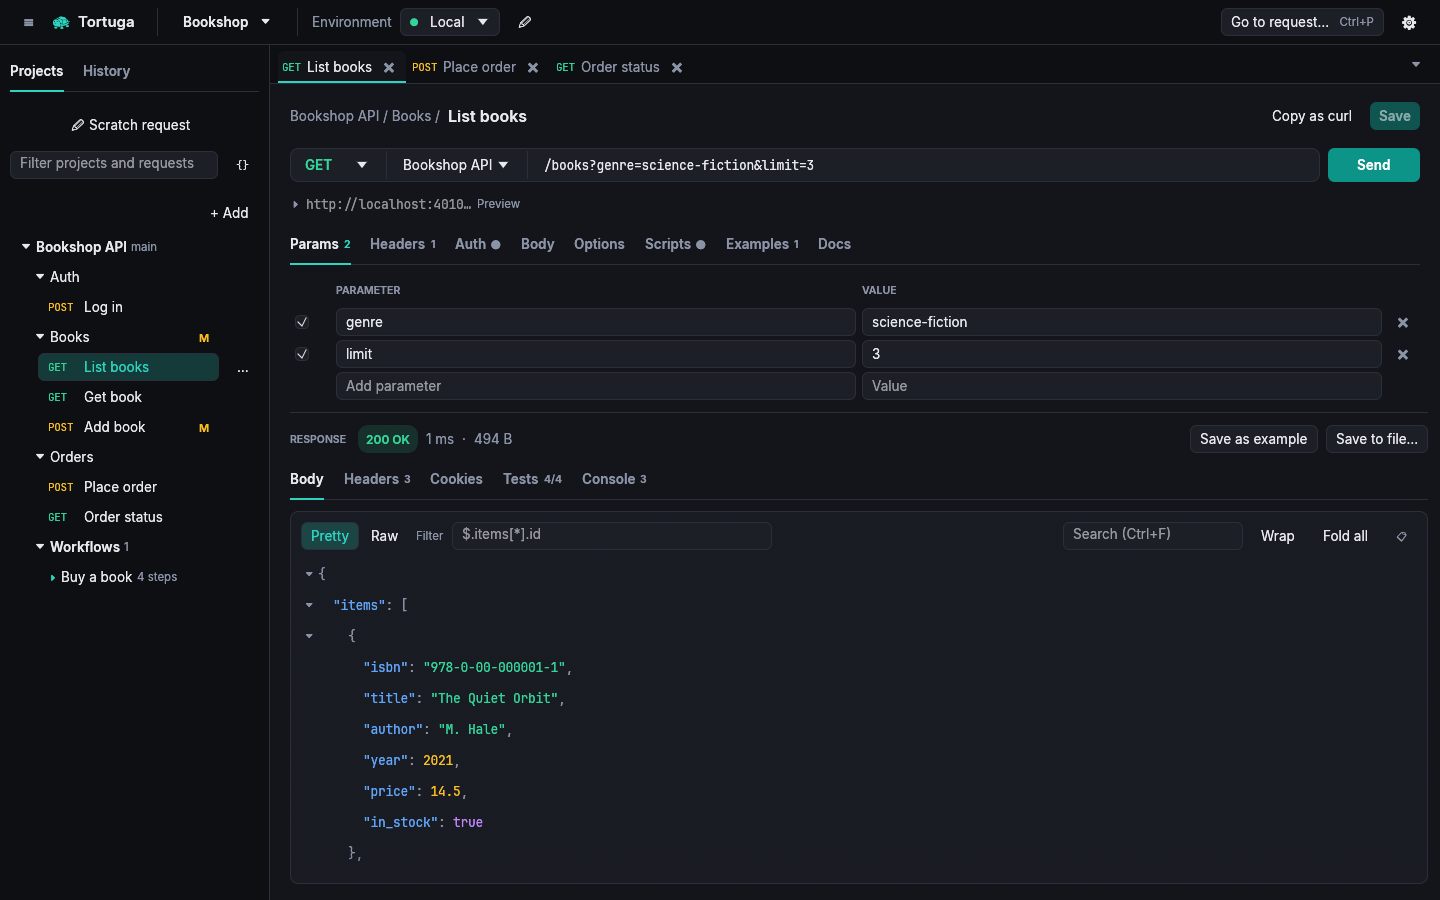 Tortuga
Bookshop
Environment
Local
Go to request... Ctrl+P
Projects
History
GET List books
POST Place order
GET Order status
Scratch request
Filter projects and requests
{}
+ Add
Bookshop API main
Auth
POST Log in
Books M
GET List books ...
GET Get book
POST Add book M
Orders
POST Place order
GET Order status
Workflows 1
Buy a book 4 steps
Bookshop API / Books / List books
Copy as curl
Save
GET
Bookshop API
/books?genre=science-fiction&limit=3
Send
http://localhost:4010… Preview
Params 2
Headers 1
Auth
Body
Options
Scripts
Examples 1
Docs
PARAMETER VALUE
genre science-fiction
limit 3
Add parameter Value
RESPONSE 200 OK 1 ms · 494 B
Save as example
Save to file...
Body
Headers 3
Cookies
Tests 4/4
Console 3
Pretty
Raw
Filter $.items[*].id
Search (Ctrl+F)
Wrap
Fold all
{
"items": [
{
"isbn": "978-0-00-000001-1",
"title": "The Quiet Orbit",
"author": "M. Hale",
"year": 2021,
"price": 14.5,
"in_stock": true
},